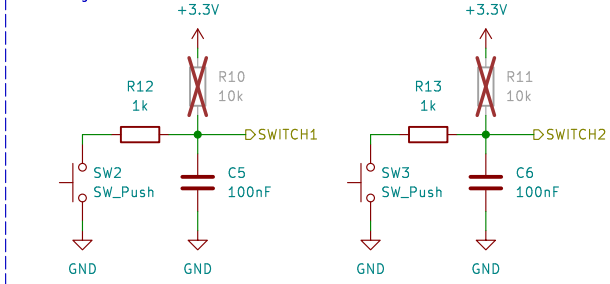 +3.3V
+3.3V
R10
10k
R11
10k
R12
1k
R13
1k
SWITCH1
SWITCH2
SW2
SW_Push
C5
100nF
SW3
SW_Push
C6
100nF
GND
GND
GND
GND